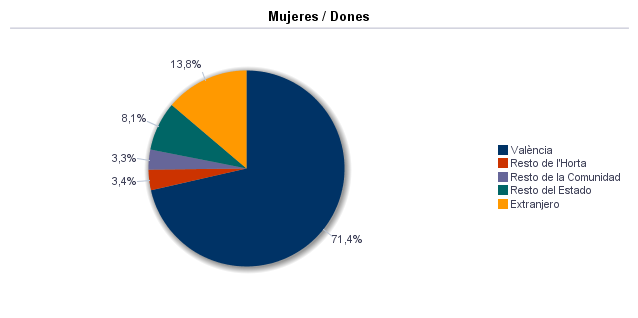 Mujeres / Dones
13,8%
8,1%
3,3%
3,4%
71,4%
València
Resto de l'Horta
Resto de la Comunidad
Resto del Estado
Extranjero